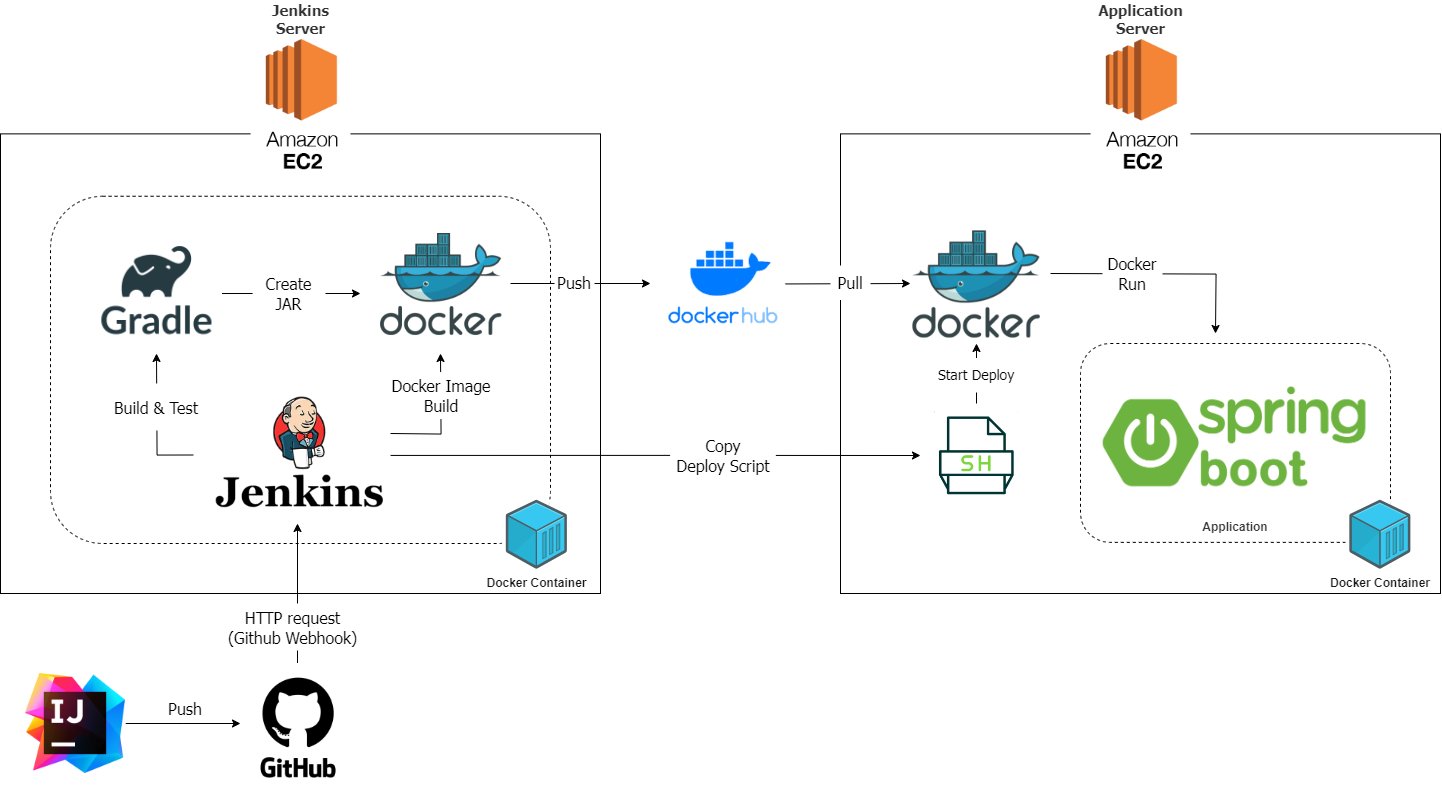 Jenkins
Server
Application
Server
Amazon
EC2
Amazon
EC2
Gradle
Create
JAR
docker
Push
dockerhub
Pull
docker
Docker
Run
Build & Test
Docker Image
Build
Start Deploy
Jenkins
Copy
Deploy Script
SH
spring
boot
Application
Docker Container
Docker Container
HTTP request
(Github Webhook)
IJ
Push
GitHub